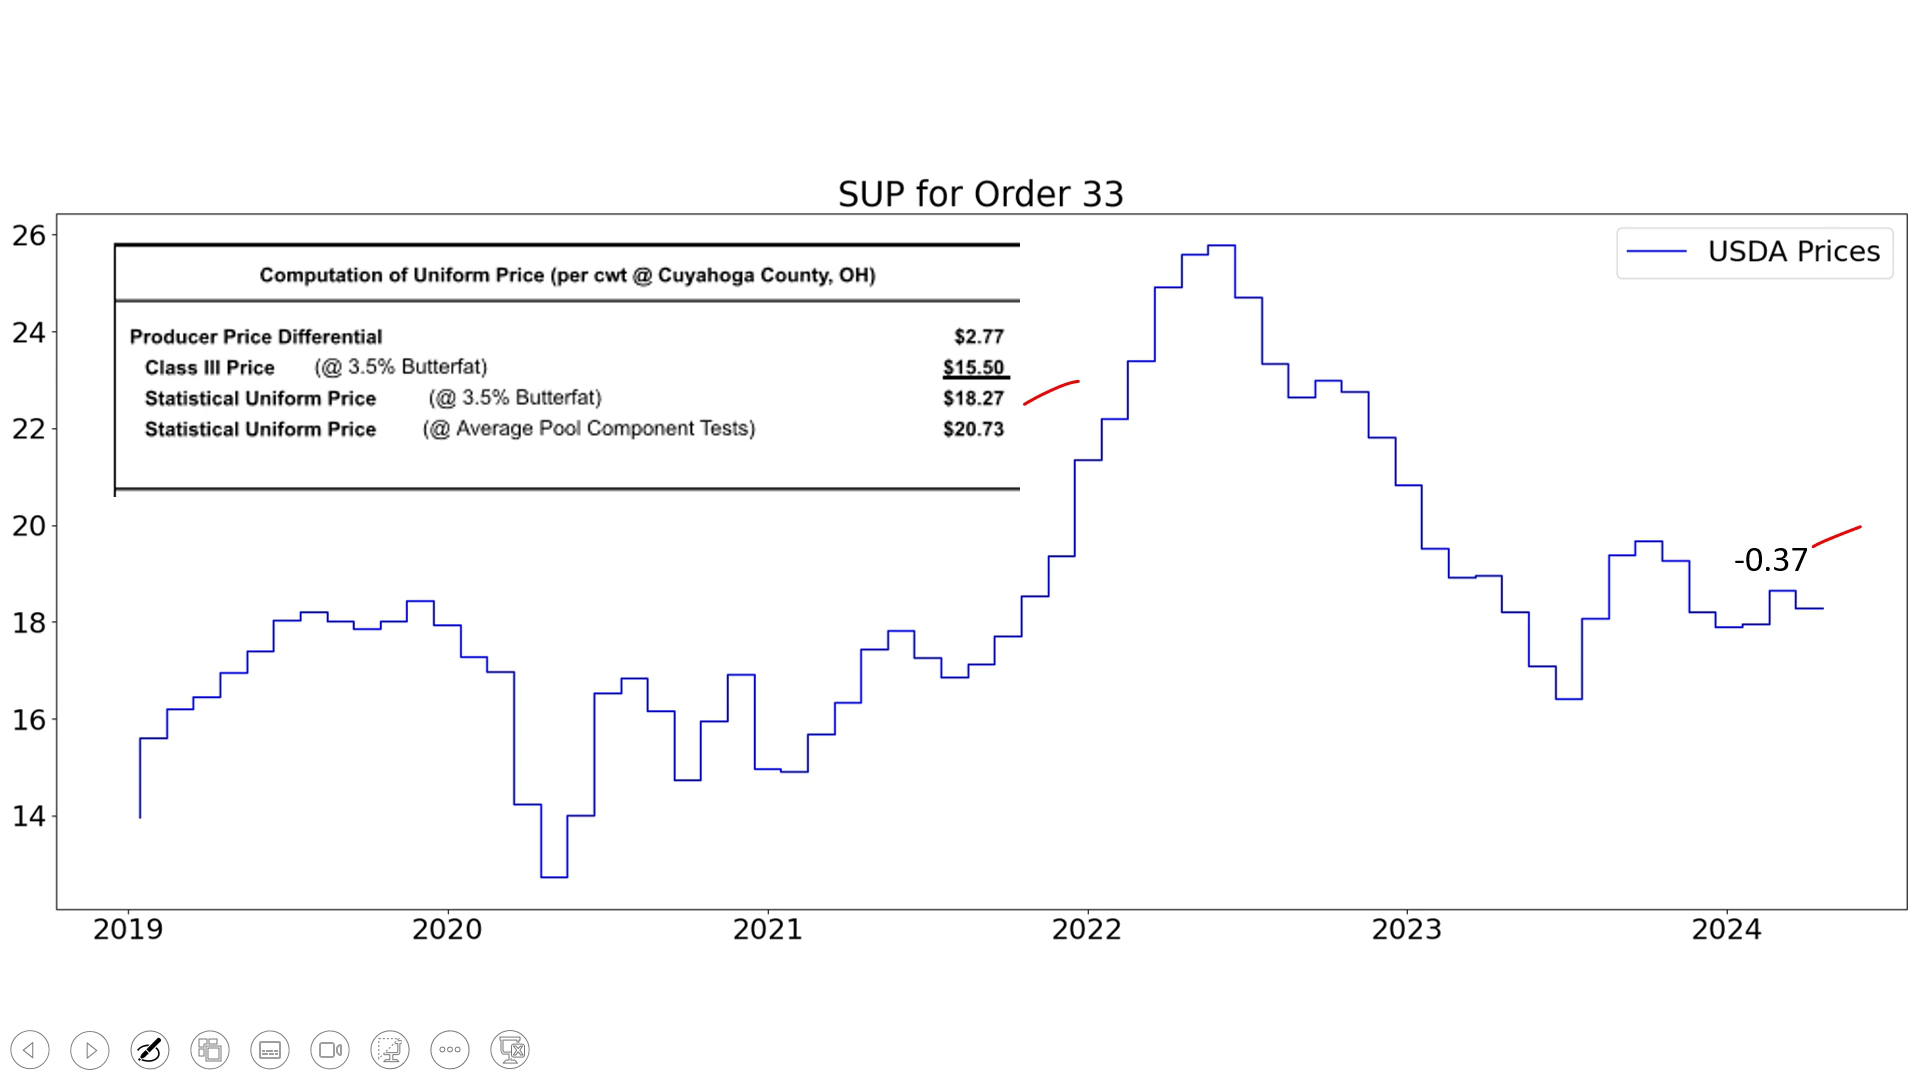 SUP for Order 33
26
24
22
20
18
16
14
USDA Prices
Computation of Uniform Price (per cwt @ Cuyahoga County, OH)
Producer Price Differential $2.77
Class III Price (@ 3.5% Butterfat) $15.50
Statistical Uniform Price (@ 3.5% Butterfat) $18.27
Statistical Uniform Price (@ Average Pool Component Tests) $20.73
-0.37
2019 2020 2021 2022 2023 2024